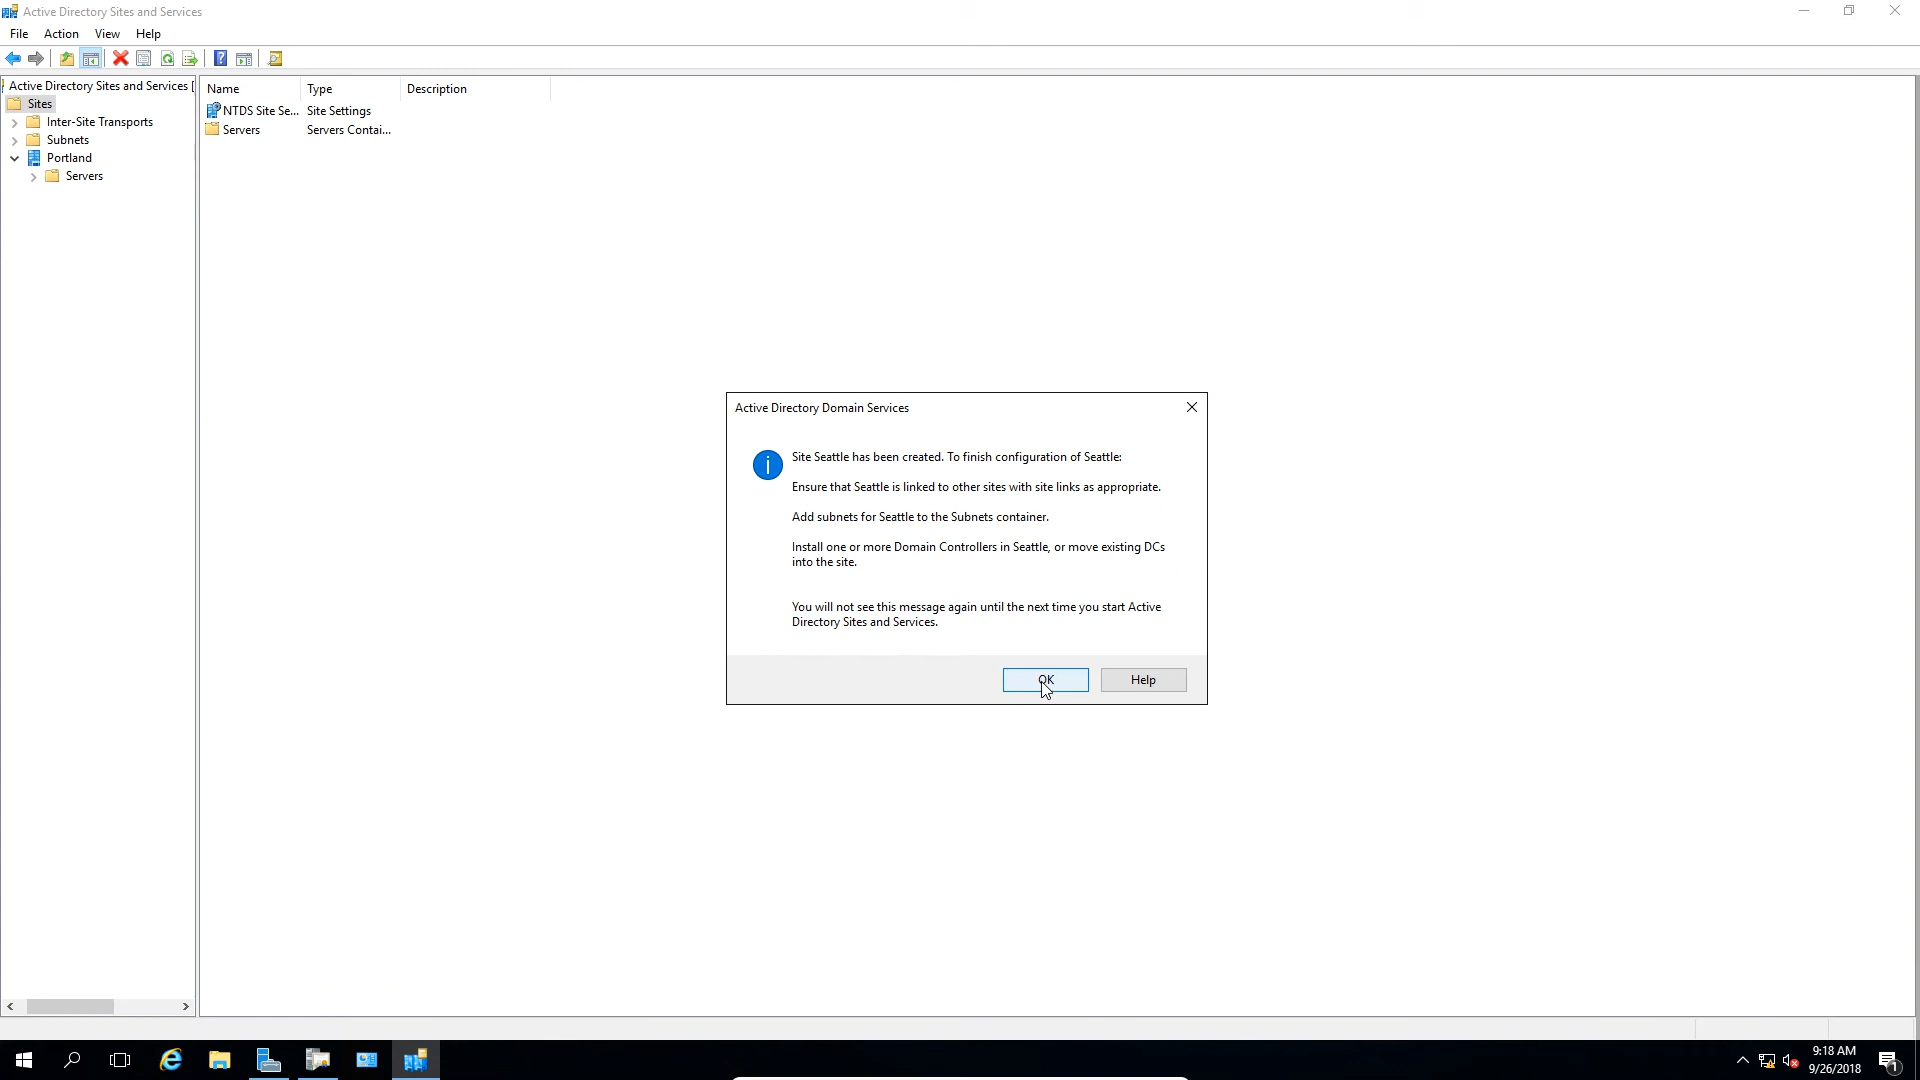 Active Directory Sites and Services
File Action View Help
Active Directory Sites and Services [
Sites
Inter-Site Transports
Subnets
Portland
Servers
Name Type Description
NTDS Site Se... Site Settings
Servers Servers Contai...
Active Directory Domain Services
Site Seattle has been created. To finish configuration of Seattle:
Ensure that Seattle is linked to other sites with site links as appropriate.
Add subnets for Seattle to the Subnets container.
Install one or more Domain Controllers in Seattle, or move existing DCs
into the site.
You will not see this message again until the next time you start Active
Directory Sites and Services.
OK Help
9:18 AM
9/26/2018
1